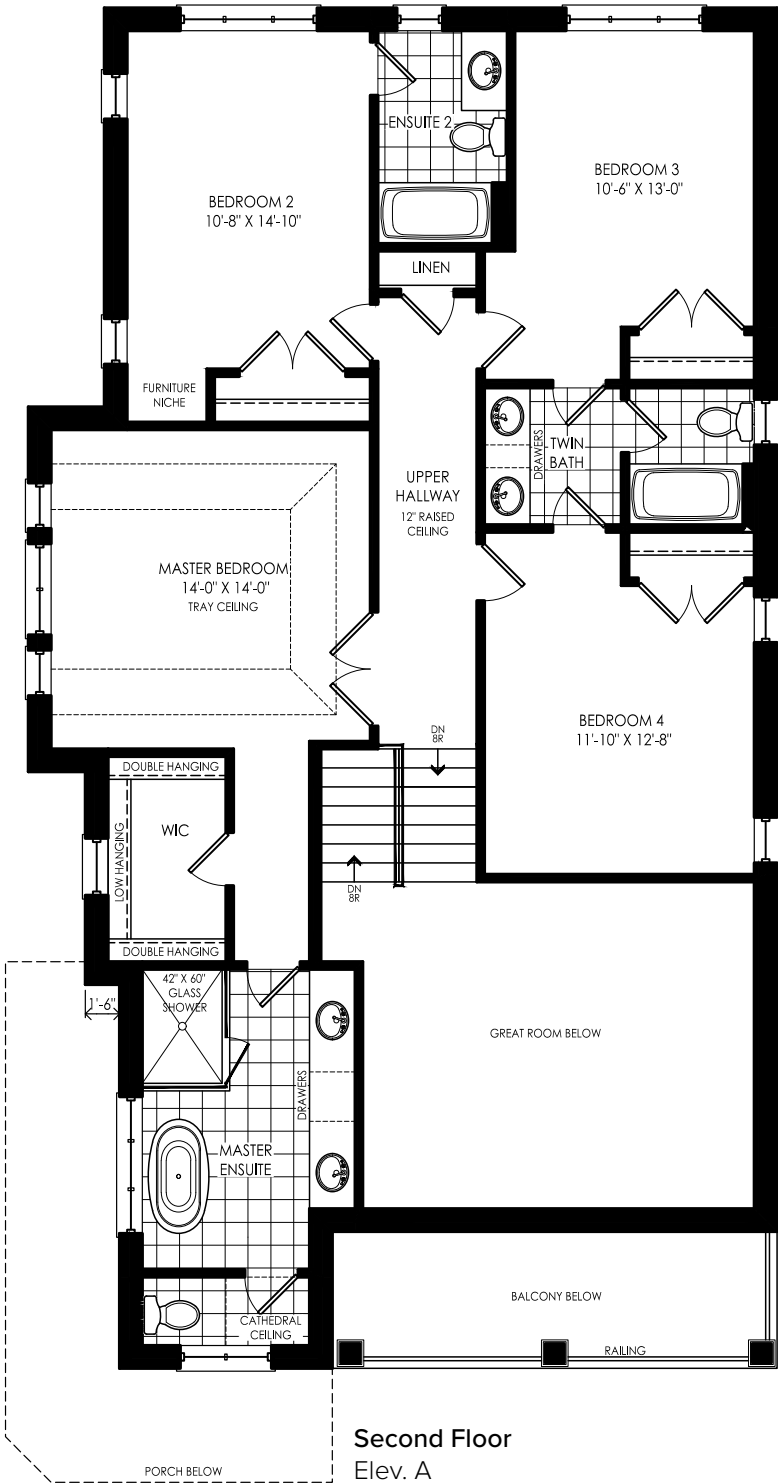 ENSUITE 2
BEDROOM 3
10'-6" X 13'-0"
BEDROOM 2
10'-8" X 14'-10"
LINEN
FURNITURE
NICHE
DRAWERS
TWIN
BATH
UPPER
HALLWAY
12" RAISED
CEILING
MASTER BEDROOM
14'-0" X 14'-0"
TRAY CEILING
BEDROOM 4
11'-10" X 12'-8"
DN
8R
DOUBLE HANGING
WIC
LOW HANGING
DN
8R
DOUBLE HANGING
42" X 60"
GLASS
SHOWER
1'-6"
GREAT ROOM BELOW
DRAWERS
MASTER
ENSUITE
BALCONY BELOW
CATHEDRAL
CEILING
RAILING
PORCH BELOW
Second Floor
Elev. A